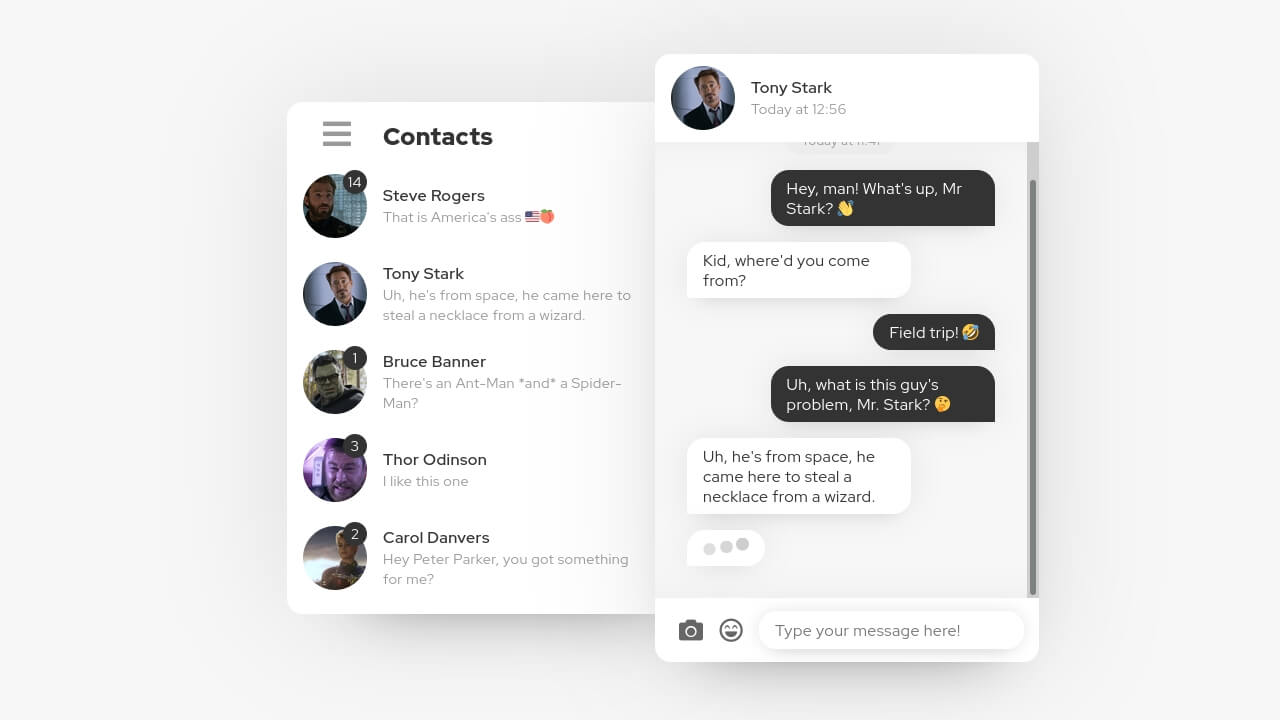 Contacts
14
Steve Rogers
That is America's ass 🇺🇸🍑
Tony Stark
Uh, he's from space, he came here to
steal a necklace from a wizard.
1
Bruce Banner
There's an Ant-Man *and* a Spider-
Man?
3
Thor Odinson
I like this one
2
Carol Danvers
Hey Peter Parker, you got something
for me?
Tony Stark
Today at 12:56
Today at 11:41
Hey, man! What's up, Mr
Stark? 👋
Kid, where'd you come
from?
Field trip! 🤣
Uh, what is this guy's
problem, Mr. Stark? 🤔
Uh, he's from space, he
came here to steal a
necklace from a wizard.
Type your message here!